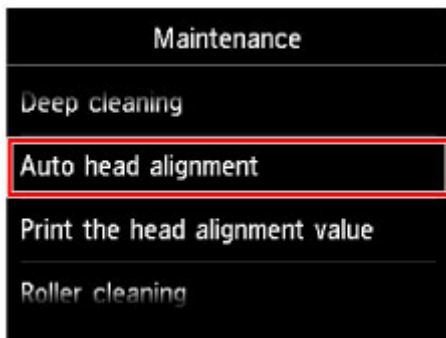 Maintenance
Deep cleaning
Auto head alignment
Print the head alignment value
Roller cleaning